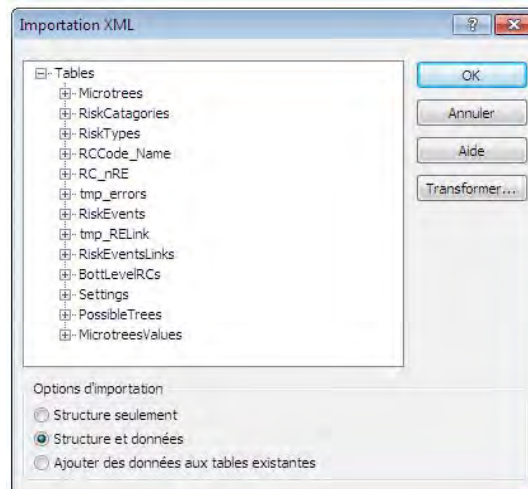 Importation XML
Tables
Microtrees
RiskCatagories
RiskTypes
RCCode_Name
RC_nRE
tmp_errors
RiskEvents
tmp_RELink
RiskEventsLinks
BottLevelRCs
Settings
PossibleTrees
MicrotreesValues
OK
Annuler
Aide
Transformer...
Options d'importation
Structure seulement
Structure et données
Ajouter des données aux tables existantes